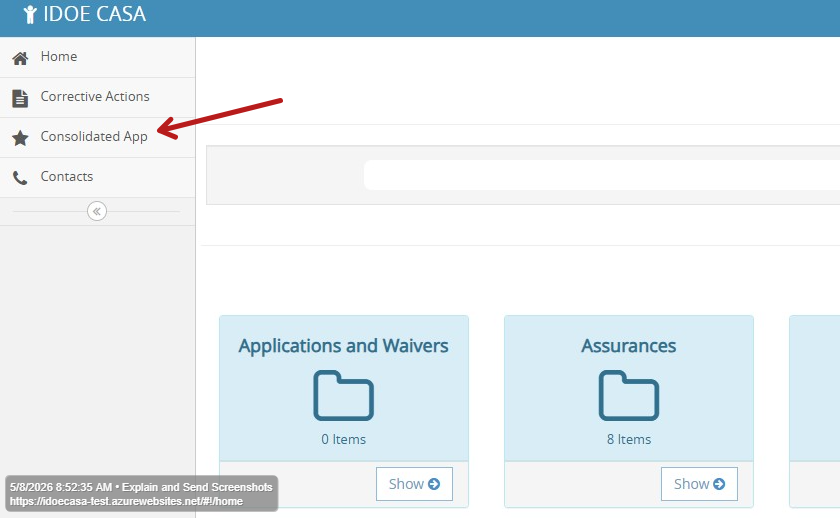 IDOE CASA
Home
Corrective Actions
Consolidated App
Contacts
Applications and Waivers
0 Items
Show
Assurances
8 Items
Show
5/8/2026 8:52:35 AM • Explain and Send Screenshots
https://idoecasa-test.azurewebsites.net/#!/home